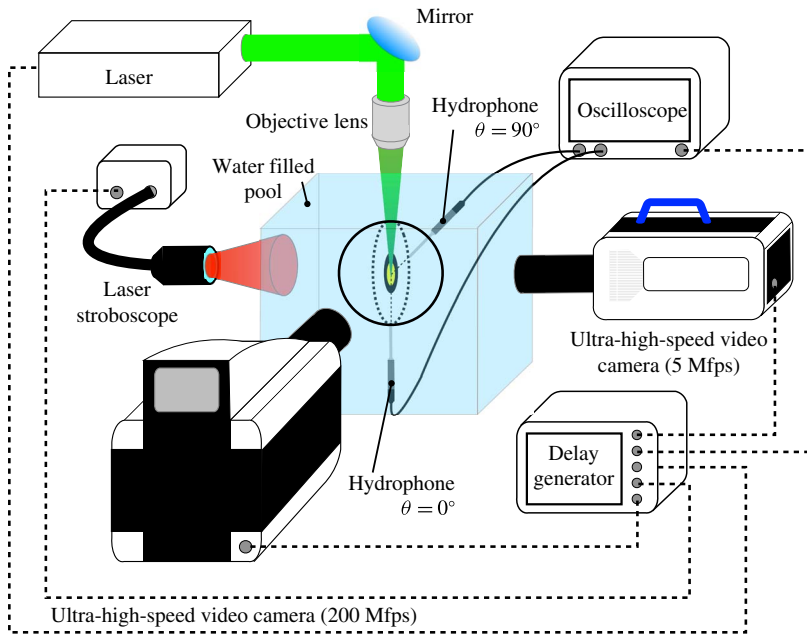 Mirror
Laser
Objective lens
Hydrophone
θ = 90°
Oscilloscope
Water filled
pool
Laser
stroboscope
Ultra-high-speed video
camera (5 Mfps)
Delay
generator
Hydrophone
θ = 0°
Ultra-high-speed video camera (200 Mfps)